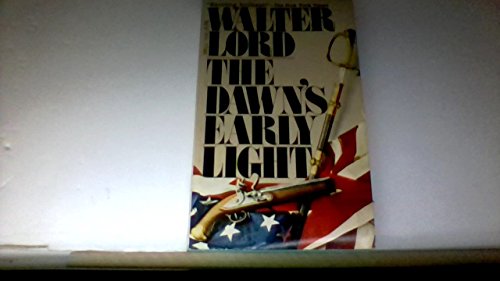 WALTER
LORD
THE
DAWN'S
EARLY
LIGHT